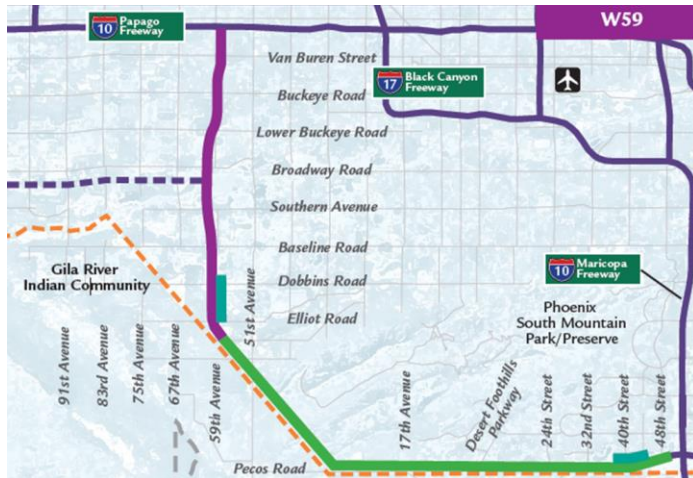 W59
10 Papago
Freeway
Van Buren Street
17 Black Canyon
Freeway
Buckeye Road
Lower Buckeye Road
Broadway Road
Southern Avenue
Baseline Road
Gila River
Indian Community
Dobbins Road
10 Maricopa
Freeway
Elliot Road
Phoenix
South Mountain
Park/Preserve
91st Avenue
83rd Avenue
75th Avenue
67th Avenue
59th Avenue
51st Avenue
17th Avenue
Desert Foothills
Parkway
24th Street
32nd Street
40th Street
48th Street
Pecos Road